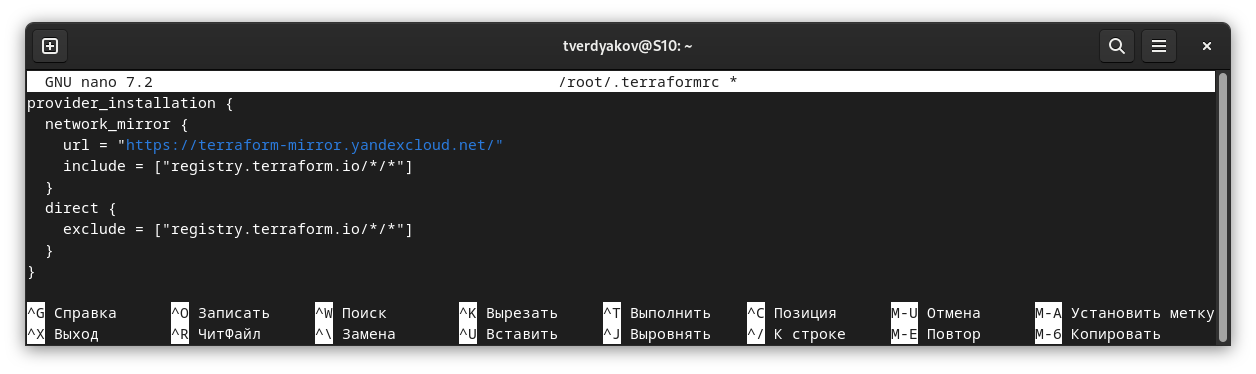 tverdyakov@S10: ~
GNU nano 7.2 /root/.terraformrc *
provider_installation {
  network_mirror {
    url = "https://terraform-mirror.yandexcloud.net/"
    include = ["registry.terraform.io/*/*"]
  }
  direct {
    exclude = ["registry.terraform.io/*/*"]
  }
}
^G Справка ^O Записать ^W Поиск ^K Вырезать ^T Выполнить ^C Позиция M-U Отмена M-A Установить метку
^X Выход ^R ЧитФайл ^\ Замена ^U Вставить ^J Выровнять ^/ К строке M-E Повтор M-6 Копировать